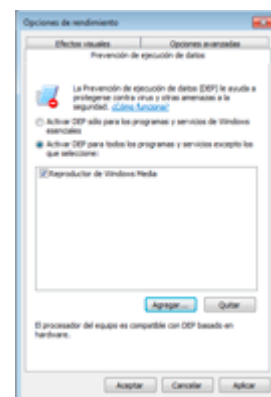 Opciones de rendimiento
Efectos visuales
Opciones avanzadas
Prevención de ejecución de datos
La Prevención de ejecución de datos (DEP) le ayuda a
protegerse contra virus y otras amenazas a la
seguridad. ¿Cómo funciona?
Activar DEP sólo para los programas y servicios de Windows
esenciales
Activar DEP para todos los programas y servicios excepto los
que seleccione:
Reproductor de Windows Media
Agregar...
Quitar
El procesador del equipo es compatible con DEP basado en
hardware.
Aceptar
Cancelar
Aplicar